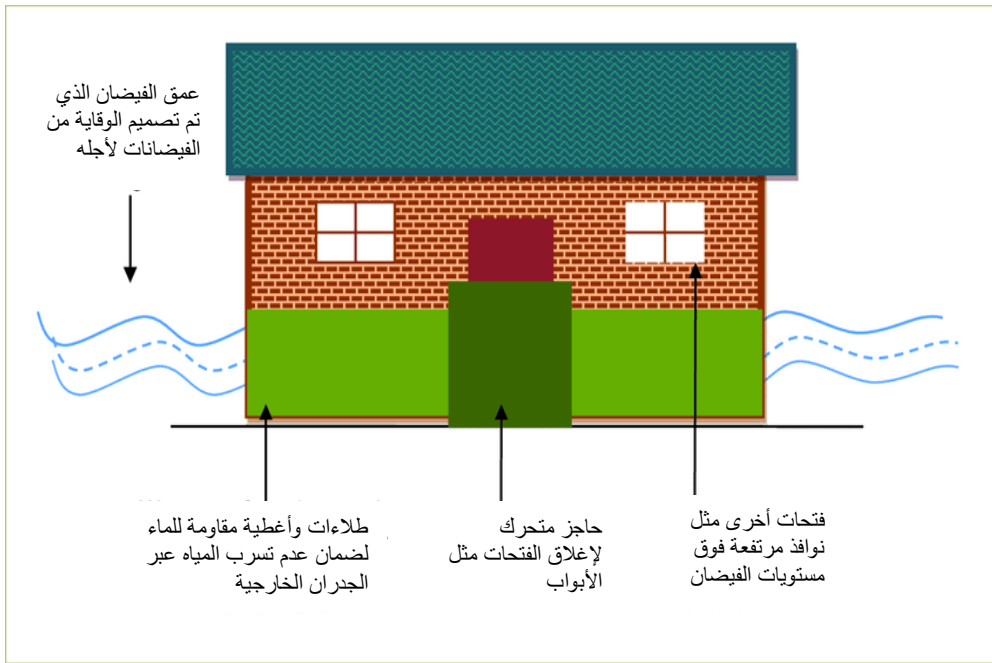 عمق الفيضان الذي
تم تصميم الوقاية من
الفيضانات لأجله
فتحات أخرى مثل
نوافذ مرتفعة فوق
مستويات الفيضان
حاجز متحرك
لإغلاق الفتحات مثل
الأبواب
طلاءات وأغطية مقاومة للماء
لضمان عدم تسرب المياه عبر
الجدران الخارجية